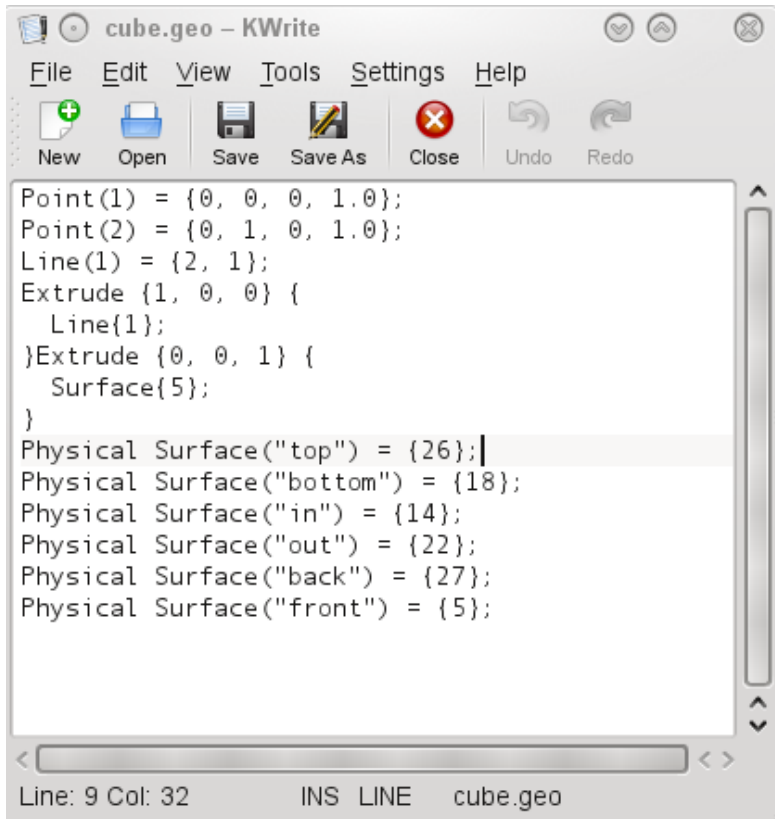 cube.geo – KWrite
File Edit View Tools Settings Help
New Open Save Save As Close Undo Redo
Point(1) = {0, 0, 0, 1.0};
Point(2) = {0, 1, 0, 1.0};
Line(1) = {2, 1};
Extrude {1, 0, 0} {
  Line{1};
}Extrude {0, 0, 1} {
  Surface{5};
}
Physical Surface("top") = {26};
Physical Surface("bottom") = {18};
Physical Surface("in") = {14};
Physical Surface("out") = {22};
Physical Surface("back") = {27};
Physical Surface("front") = {5};
Line: 9 Col: 32 INS LINE cube.geo